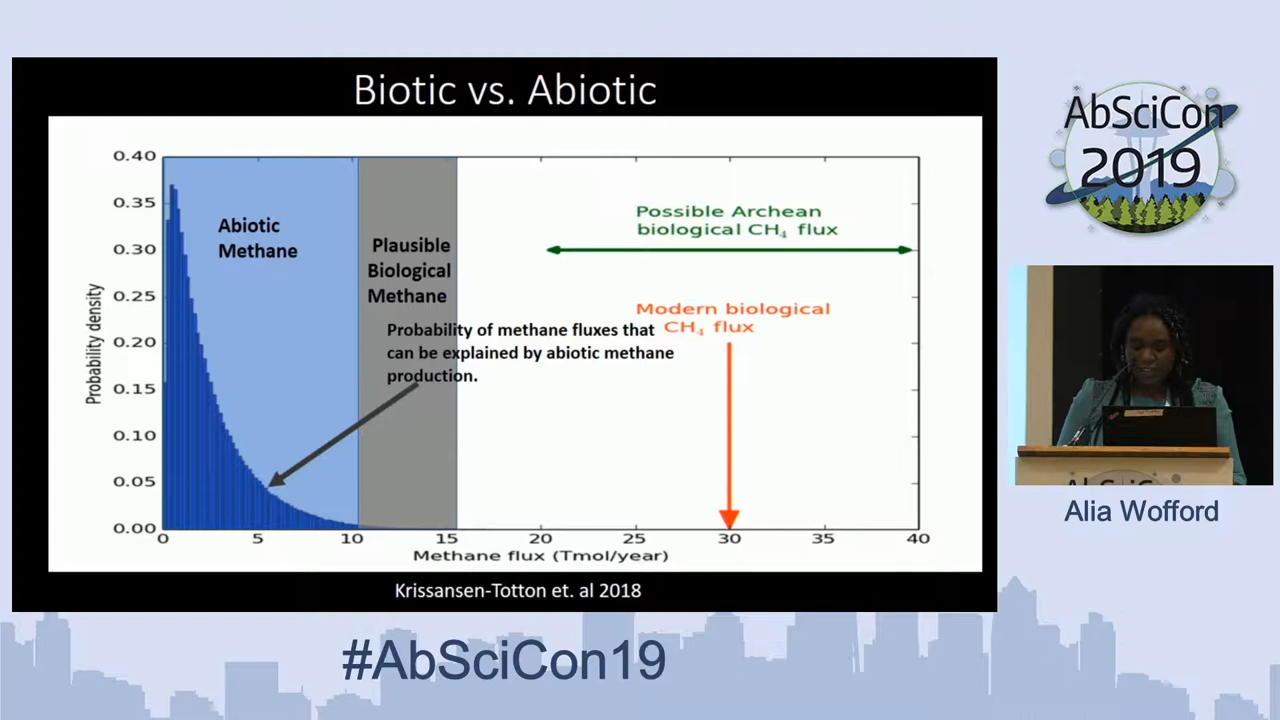 Biotic vs. Abiotic
0.40
0.35
0.30
0.25
0.20
0.15
0.10
0.05
0.00
Probability density
Abiotic
Methane
Plausible
Biological
Methane
Possible Archean
biological CH₄ flux
Modern biological
CH₄ flux
Probability of methane fluxes that
can be explained by abiotic methane
production.
0 5 10 15 20 25 30 35 40
Methane flux (Tmol/year)
Krissansen-Totton et. al 2018
AbSciCon
2019
AbSciCon
Alia Wofford
#AbSciCon19